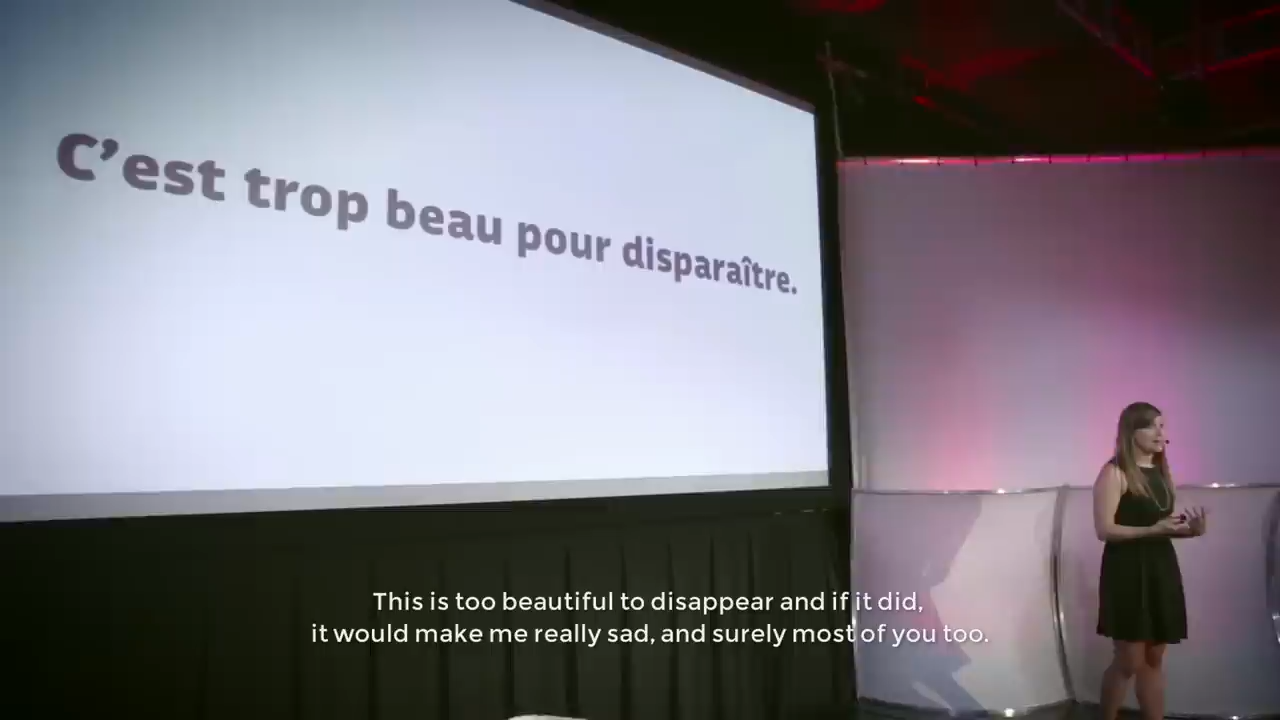 C'est trop beau pour disparaître.
This is too beautiful to disappear and if it did,
it would make me really sad, and surely most of you too.